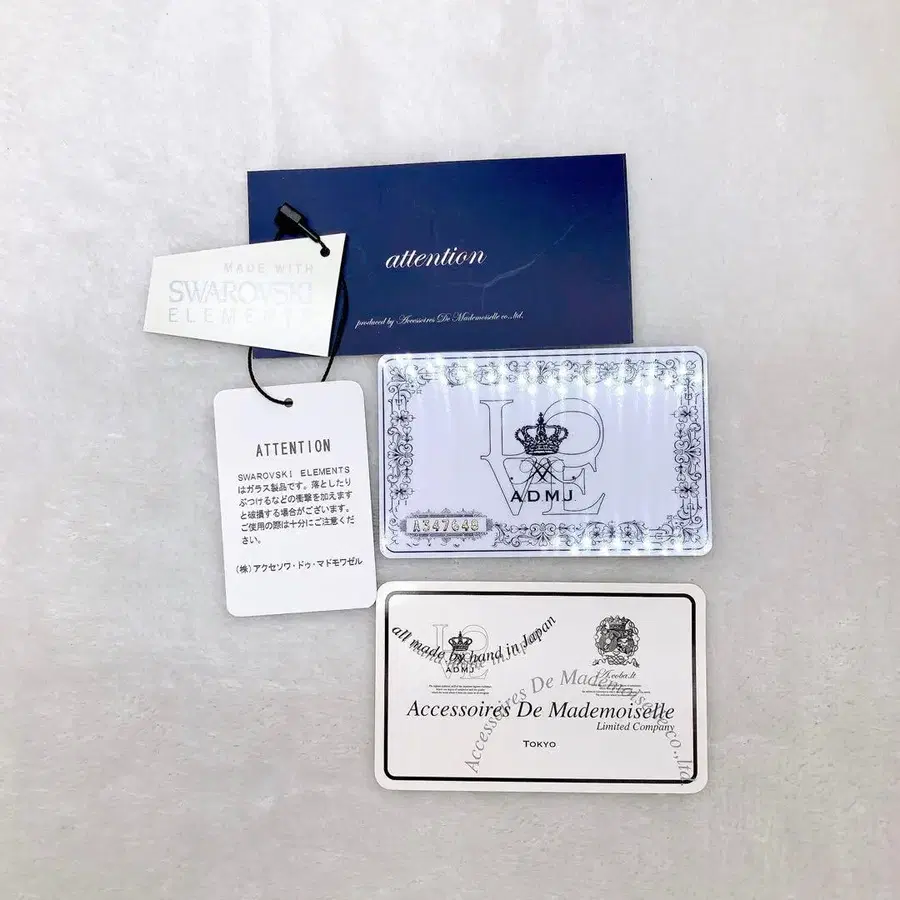 attention
produced by Accessoires De Mademoiselle co.,ltd.
MADE WITH
SWAROVSKI
ELEMENTS
ATTENTION
SWAROVSKI ELEMENTS
はガラス製品です。落としたり
ぶつけるなどの衝撃を加えます
と破損する場合がございます。
ご使用の際は十分にご注意くだ
さい。
(株)アクセソワ・ドゥ・マドモワゼル
LOVE
ADMJ
A347648
all made by hand in Japan
LOVE
ADMJ
Accessoires De Mademoiselle co.,ltd.
Accessoires De Mademoiselle
Limited Company
TOKYO